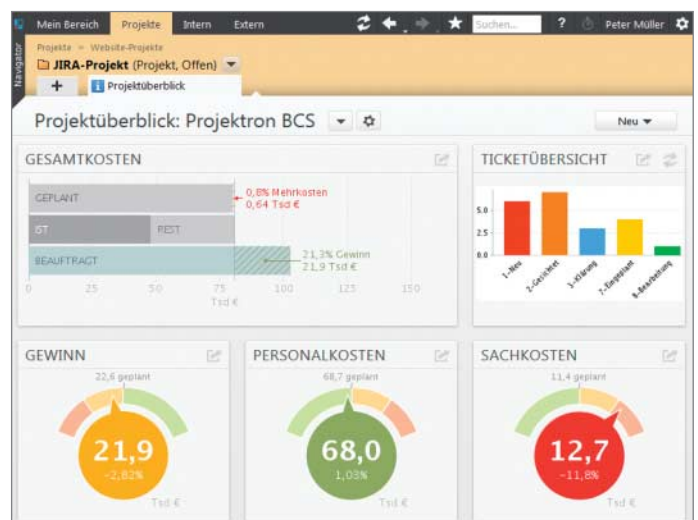 Mein Bereich Projekte Intern Extern Suchen... ? Peter Müller
Navigator
Projekte » Website-Projekte
JIRA-Projekt (Projekt, Offen)
+ i Projektüberblick
Projektüberblick: Projektron BCS
Neu
GESAMTKOSTEN
GEPLANT
0,8% Mehrkosten
0,64 Tsd €
IST REST
BEAUFTRAGT
21,3% Gewinn
21,9 Tsd €
0 25 50 75 100 125 150
Tsd €
TICKETÜBERSICHT
5.0
2.5
0.0
1-Neu
2-Gesichtet
3-Klärung
7-Eingeplant
8-Bearbeitung
GEWINN
22,6 geplant
21,9
-2,82%
Tsd €
PERSONALKOSTEN
68,7 geplant
68,0
1,03%
Tsd €
SACHKOSTEN
11,4 geplant
12,7
-11,8%
Tsd €